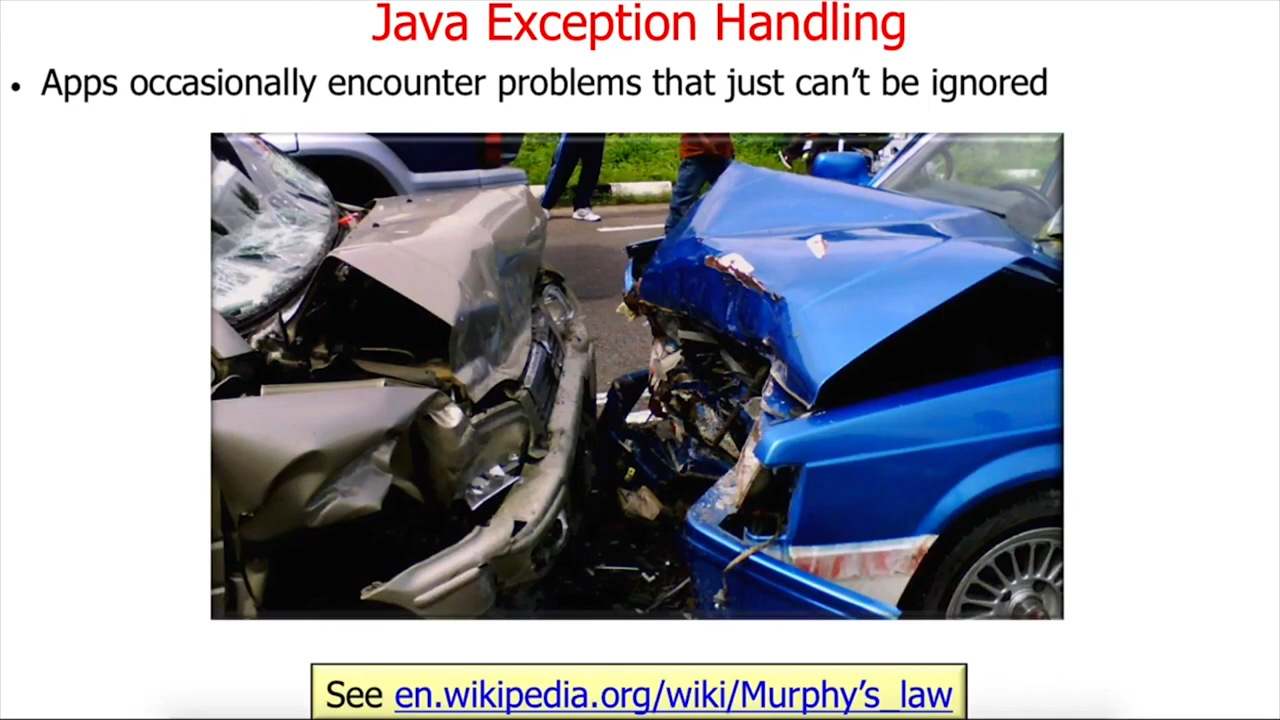 Java Exception Handling
• Apps occasionally encounter problems that just can’t be ignored
See en.wikipedia.org/wiki/Murphy’s_law